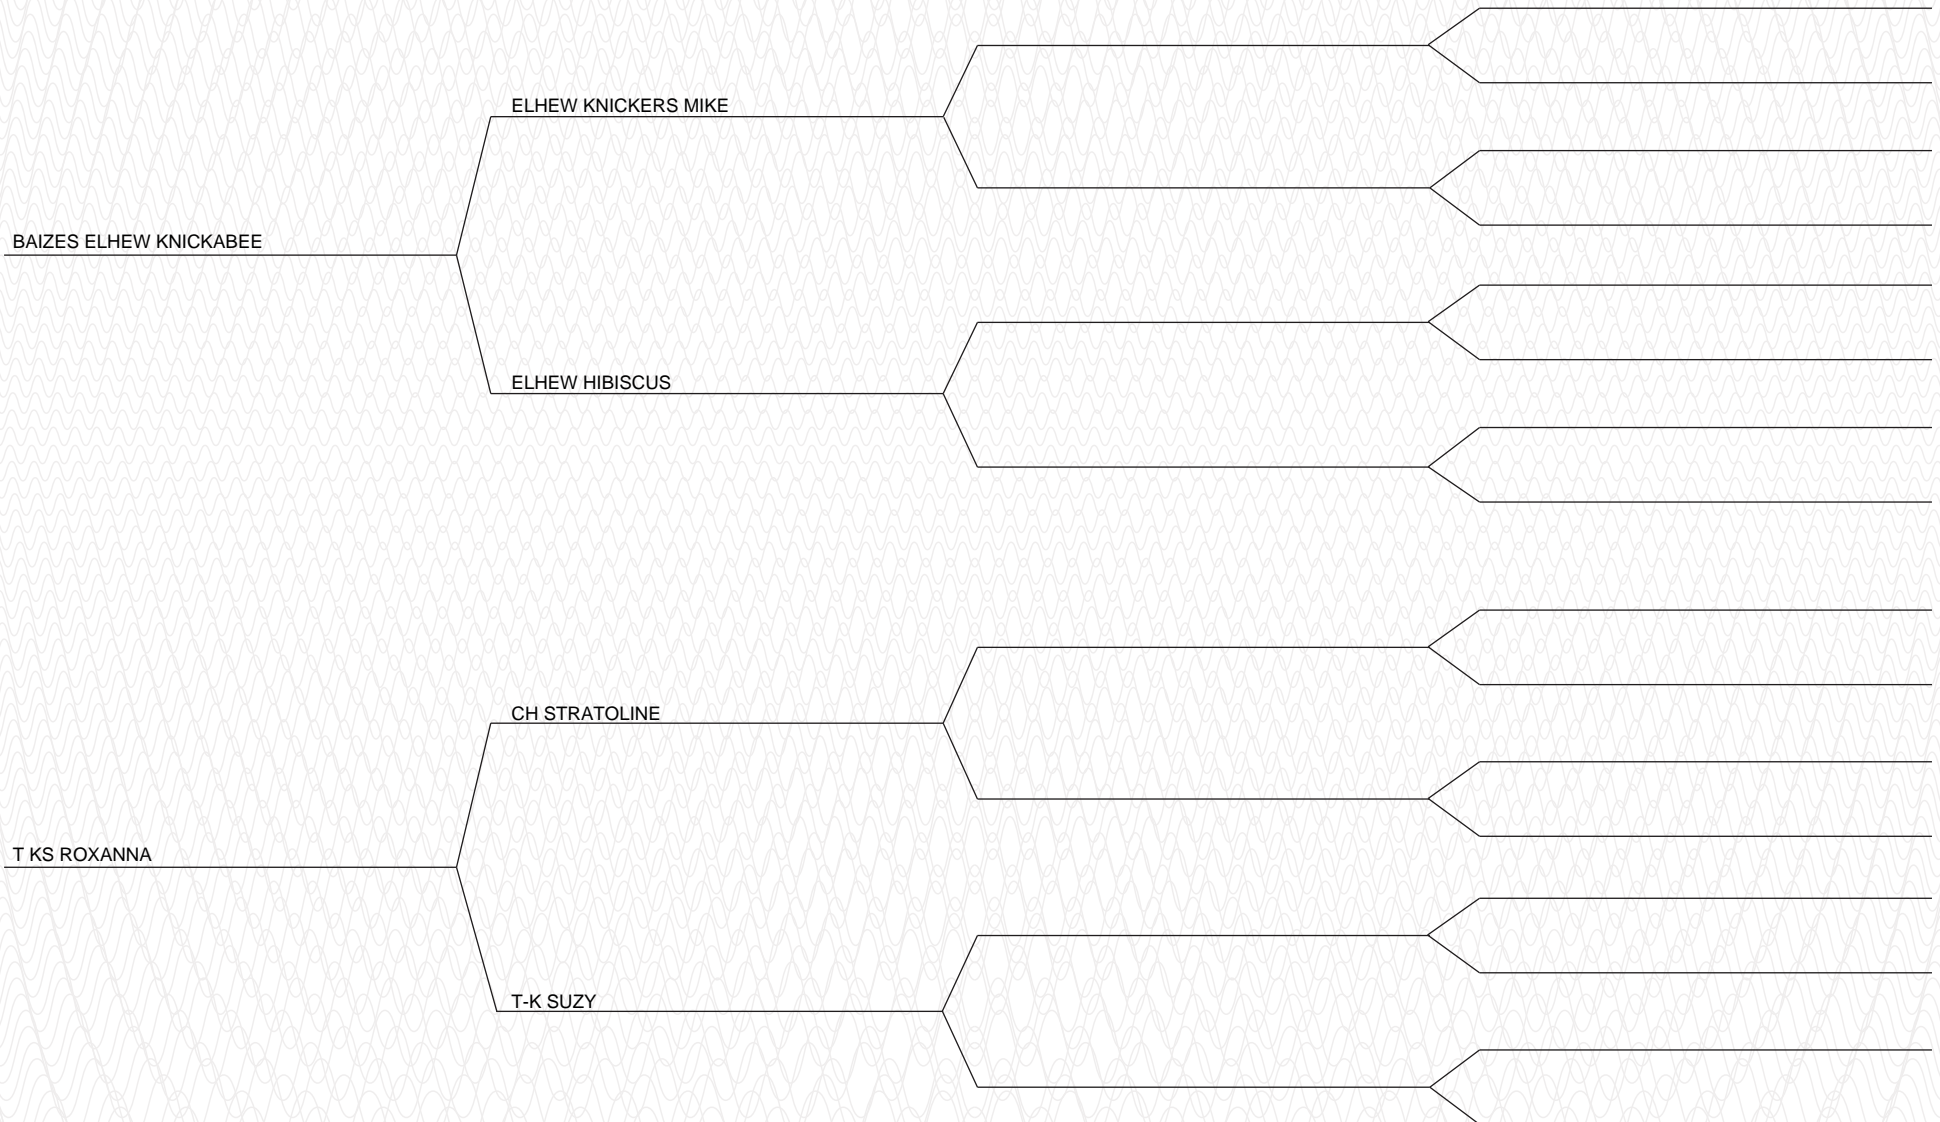 ELHEW KNICKERS MIKE
BAIZES ELHEW KNICKABEE
ELHEW HIBISCUS
CH STRATOLINE
T KS ROXANNA
T-K SUZY